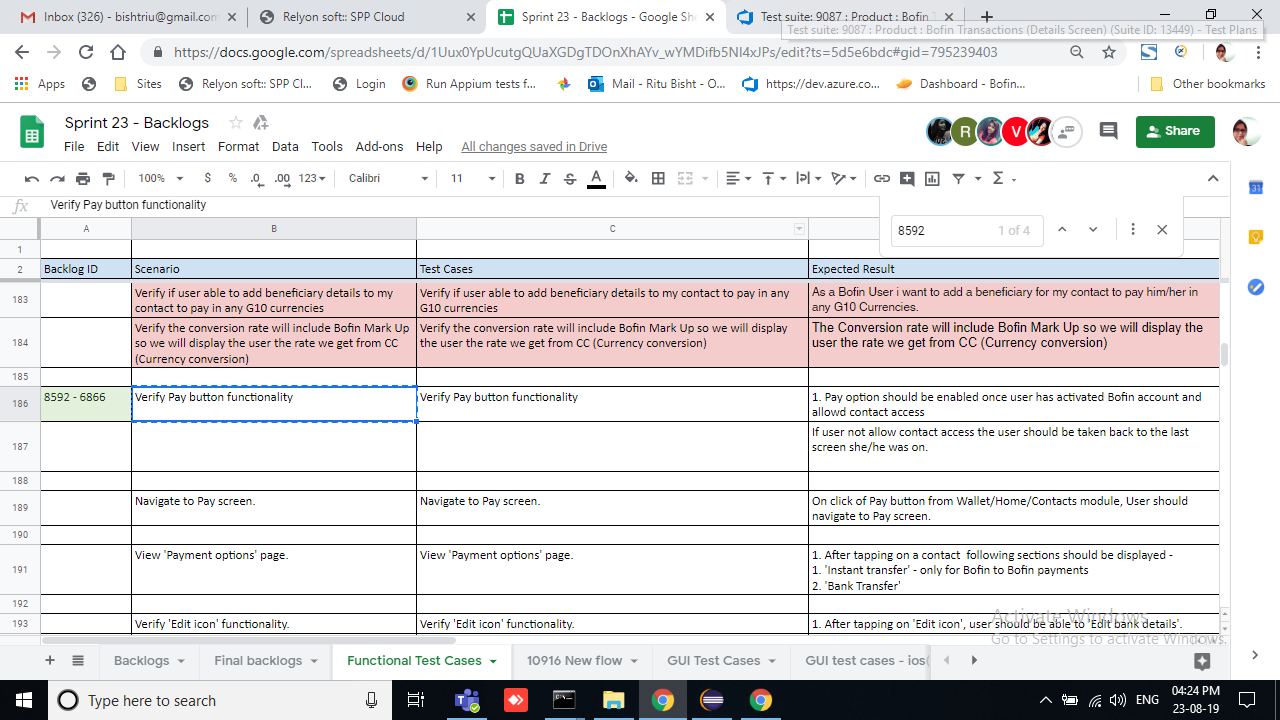 Inbox (326) - bishtriu@gmail.com
Relyon soft:: SPP Cloud
Sprint 23 - Backlogs - Google She
Test suite: 9087 : Product : Bofin T
Test suite: 9087 : Product : Bofin Transactions (Details Screen) (Suite ID: 13449) - Test Plans
https://docs.google.com/spreadsheets/d/1Uux0YpUcutgQUaXGDgTDOnXhAYv_wYMDifb5NI4xJPs/edit?ts=5d5e6bdc#gid=795239403
Apps
Sites
Relyon soft:: SPP Cl...
Login
Run Appium tests f...
Mail - Ritu Bisht - O...
https://dev.azure.co...
Dashboard - Bofin...
Other bookmarks
Sprint 23 - Backlogs
File Edit View Insert Format Data Tools Add-ons Help All changes saved in Drive
R
V
Share
100% $ % .0 .00 123 Calibri 11 B I S A Σ
fx Verify Pay button functionality
8592 1 of 4
A B C
1
2 Backlog ID Scenario Test Cases Expected Result
183 Verify if user able to add beneficiary details to my contact to pay in any G10 currencies Verify if user able to add beneficiary details to my contact to pay in any G10 currencies As a Bofin User i want to add a beneficiary for my contact to pay him/her in any G10 Currencies.
184 Verify the conversion rate will include Bofin Mark Up so we will display the user the rate we get from CC (Currency conversion) Verify the conversion rate will include Bofin Mark Up so we will display the user the rate we get from CC (Currency conversion) The Conversion rate will include Bofin Mark Up so we will display the user the rate we get from CC (Currency conversion)
185
186 8592 - 6866 Verify Pay button functionality Verify Pay button functionality 1. Pay option should be enabled once user has activated Bofin account and allowd contact access
187 If user not allow contact access the user should be taken back to the last screen she/he was on.
188
189 Navigate to Pay screen. Navigate to Pay screen. On click of Pay button from Wallet/Home/Contacts module, User should navigate to Pay screen.
190
191 View 'Payment options' page. View 'Payment options' page. 1. After tapping on a contact following sections should be displayed -
1. 'Instant transfer' - only for Bofin to Bofin payments
2. 'Bank Transfer'
192
193 Verify 'Edit icon' functionality. Verify 'Edit icon' functionality. 1. After tapping on 'Edit icon', user should be able to 'Edit bank details'.
Activate Windows
Go to Settings to activate Windows.
Backlogs
Final backlogs
Functional Test Cases
10916 New flow
GUI Test Cases
GUI test cases - ios(
Type here to search
ENG
04:24 PM
23-08-19